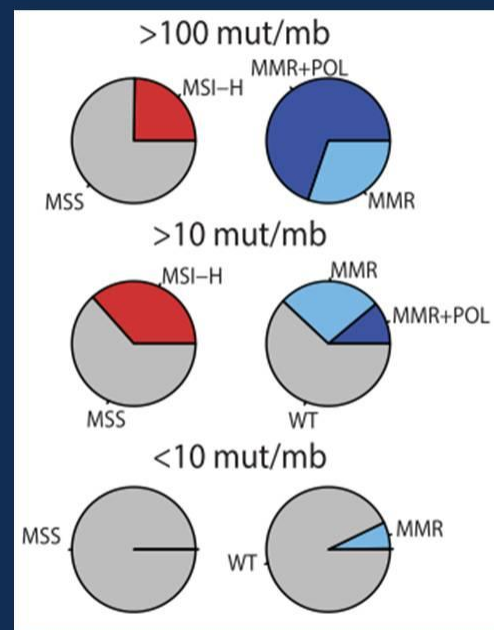 >100 mut/mb
MMR+POL
MSI–H
MSS
MMR
>10 mut/mb
MSI–H
MMR
MMR+POL
MSS
WT
<10 mut/mb
MSS
MMR
WT